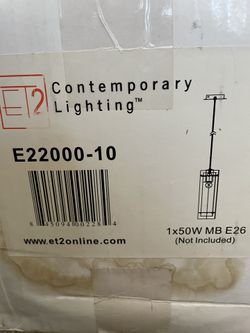 ET2
Contemporary
Lighting™
E22000-10
www.et2online.com
1x50W MB E26
(Not Included)